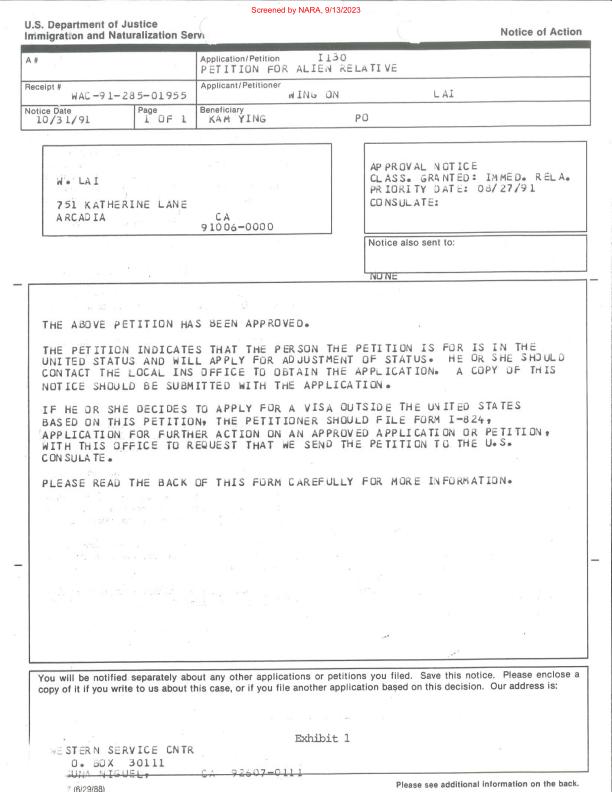 Screened by NARA, 9/13/2023
U.S. Department of Justice
Immigration and Naturalization Serv
Notice of Action
A #
Application/Petition I130
PETITION FOR ALIEN RELATIVE
Receipt #
WAC-91-285-01955
Applicant/Petitioner
WING ON LAI
Notice Date
10/31/91
Page
1 OF 1
Beneficiary
KAM YING PO
W. LAI
751 KATHERINE LANE
ARCADIA CA
91006-0000
APPROVAL NOTICE
CLASS. GRANTED: IMMED. RELA.
PRIORITY DATE: 08/27/91
CONSULATE:
Notice also sent to:
NONE
THE ABOVE PETITION HAS BEEN APPROVED.
THE PETITION INDICATES THAT THE PERSON THE PETITION IS FOR IS IN THE
UNITED STATUS AND WILL APPLY FOR ADJUSTMENT OF STATUS. HE OR SHE SHOULD
CONTACT THE LOCAL INS OFFICE TO OBTAIN THE APPLICATION. A COPY OF THIS
NOTICE SHOULD BE SUBMITTED WITH THE APPLICATION.
IF HE OR SHE DECIDES TO APPLY FOR A VISA OUTSIDE THE UNITED STATES
BASED ON THIS PETITION, THE PETITIONER SHOULD FILE FORM I-824,
APPLICATION FOR FURTHER ACTION ON AN APPROVED APPLICATION OR PETITION,
WITH THIS OFFICE TO REQUEST THAT WE SEND THE PETITION TO THE U.S.
CONSULATE.
PLEASE READ THE BACK OF THIS FORM CAREFULLY FOR MORE INFORMATION.
You will be notified separately about any other applications or petitions you filed. Save this notice. Please enclose a
copy of it if you write to us about this case, or if you file another application based on this decision. Our address is:
Exhibit 1
ESTERN SERVICE CNTR
O. BOX 30111
GUNA NIGUEL, CA 92607-0111
(6/29/88)
Please see additional information on the back.